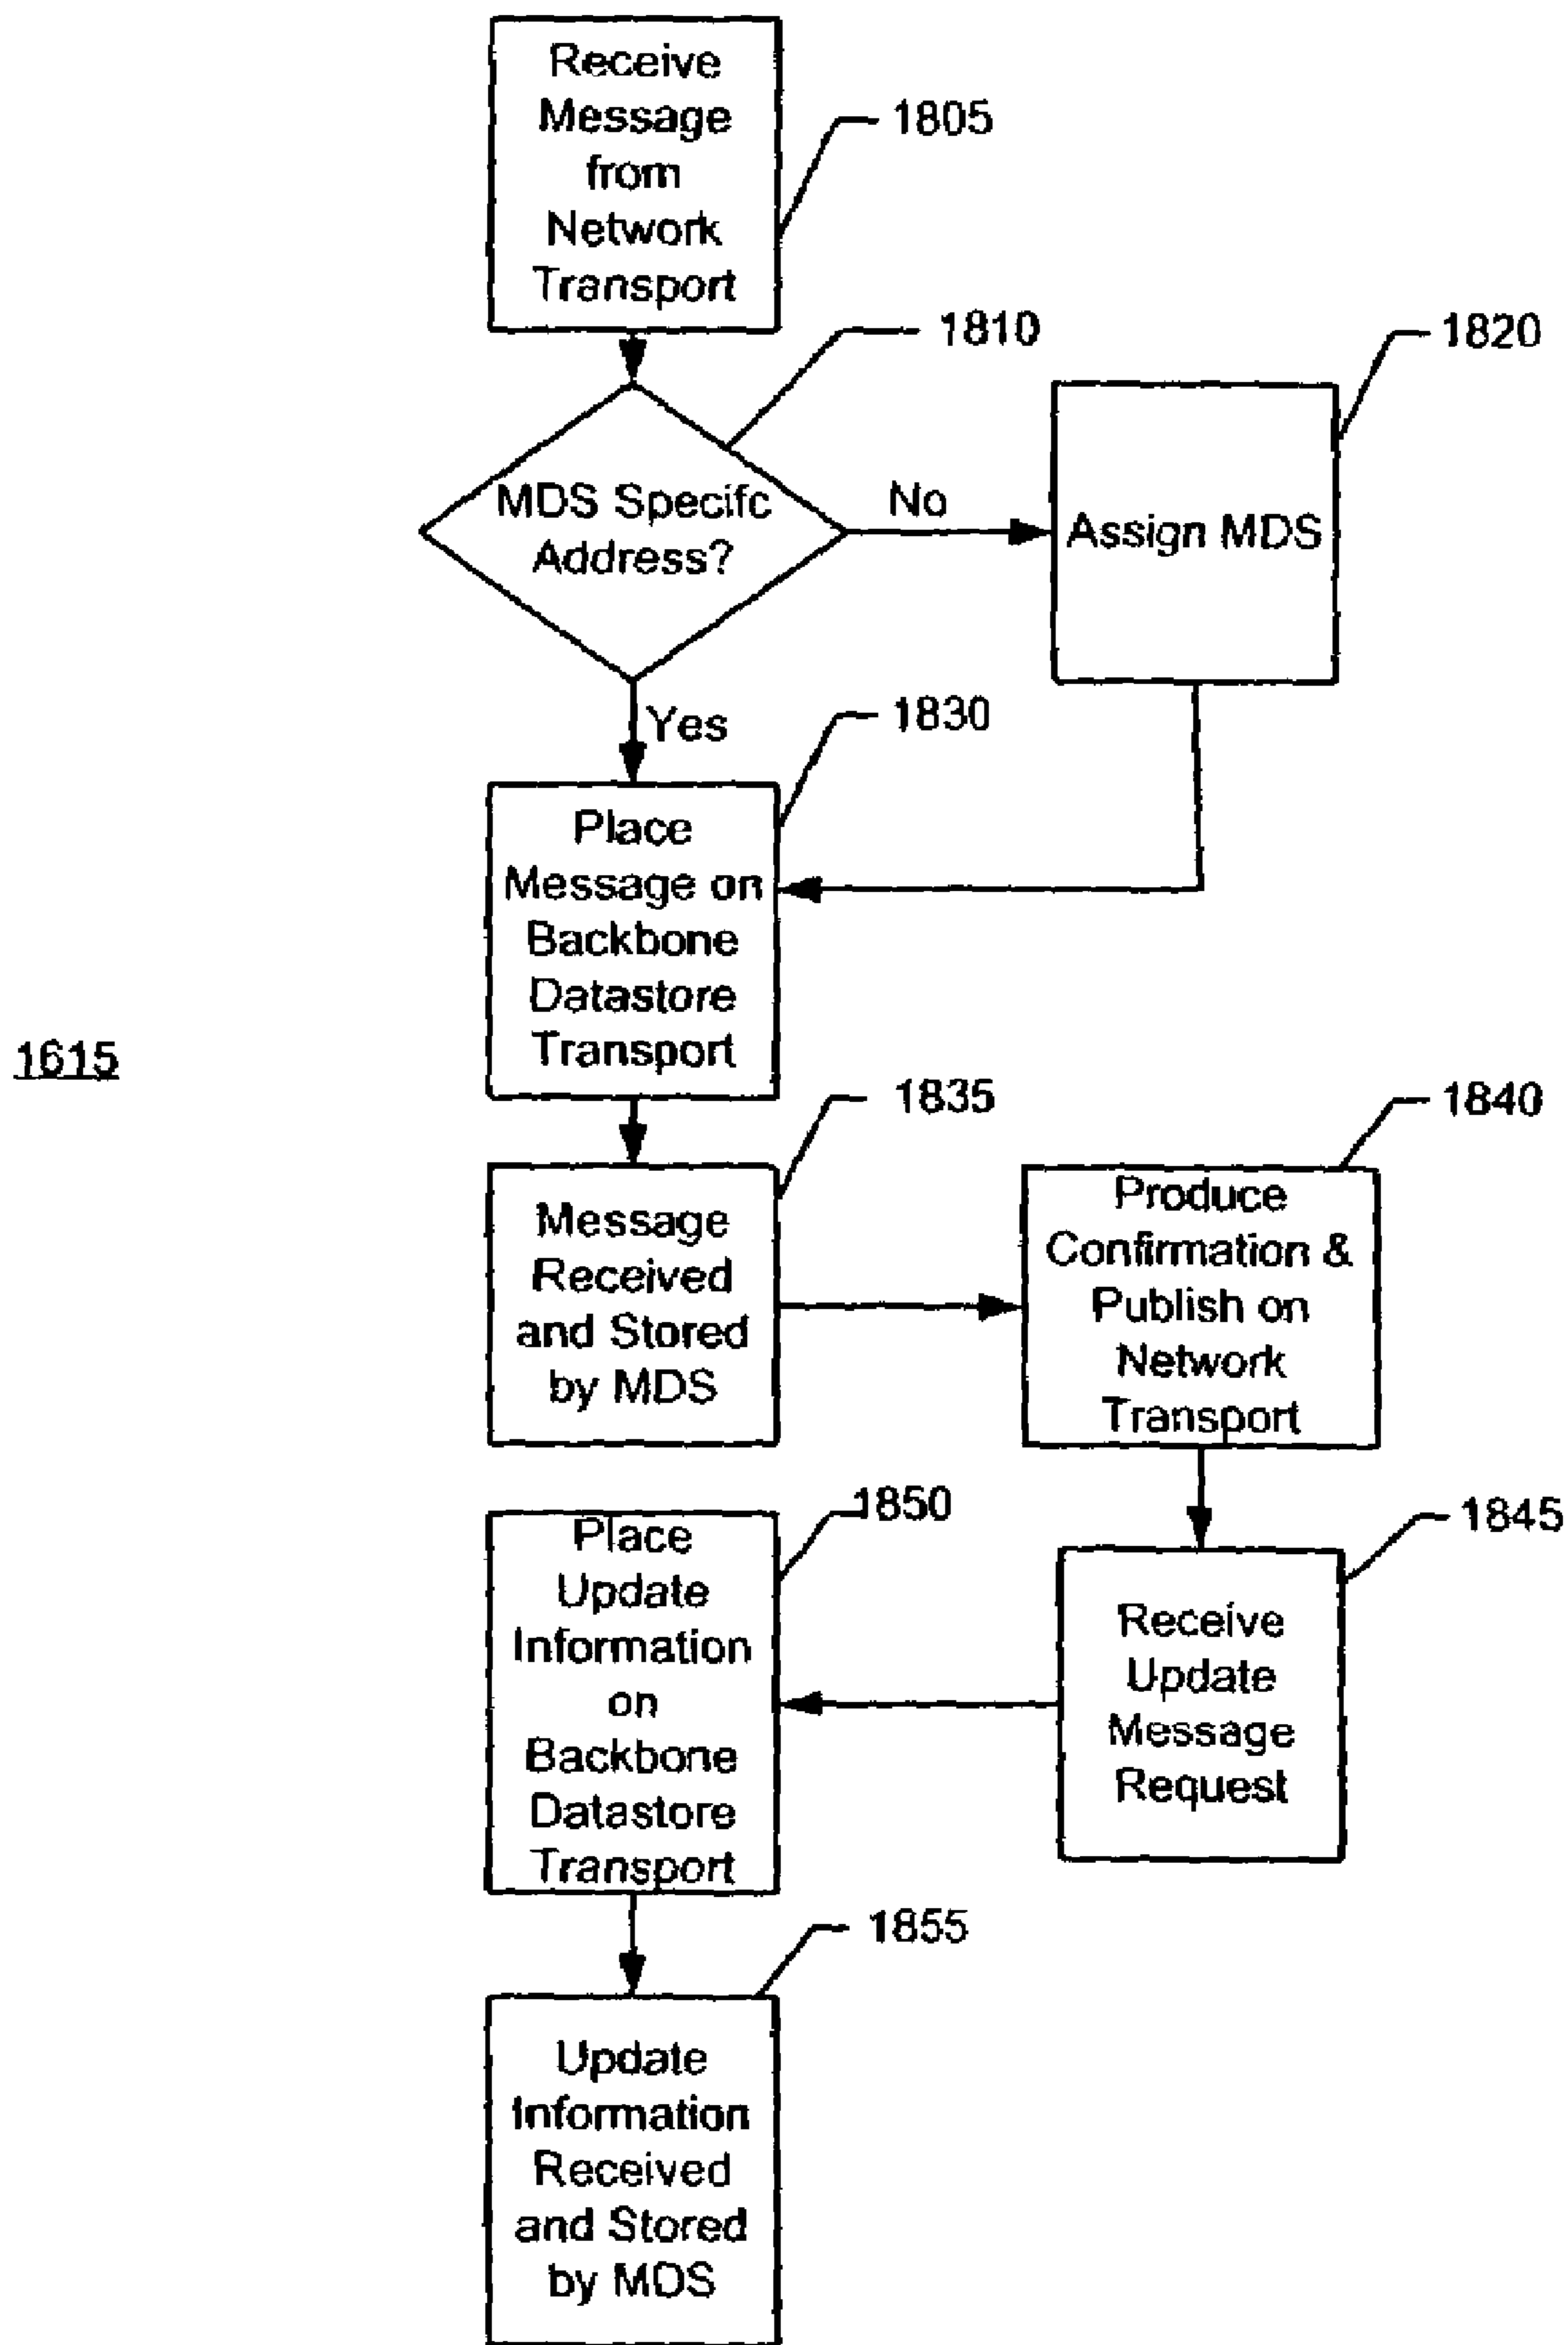 Receive
Message
from
Network
Transport
1805
1810
MDS Specifc
Address?
No
1820
Assign MDS
Yes
1830
Place
Message on
Backbone
Datastore
Transport
1615
1835
Message
Received
and Stored
by MDS
1840
Produce
Confirmation &
Publish on
Network
Transport
1845
Receive
Update
Message
Request
1850
Place
Update
Information
on
Backbone
Datastore
Transport
1855
Update
Information
Received
and Stored
by MDS